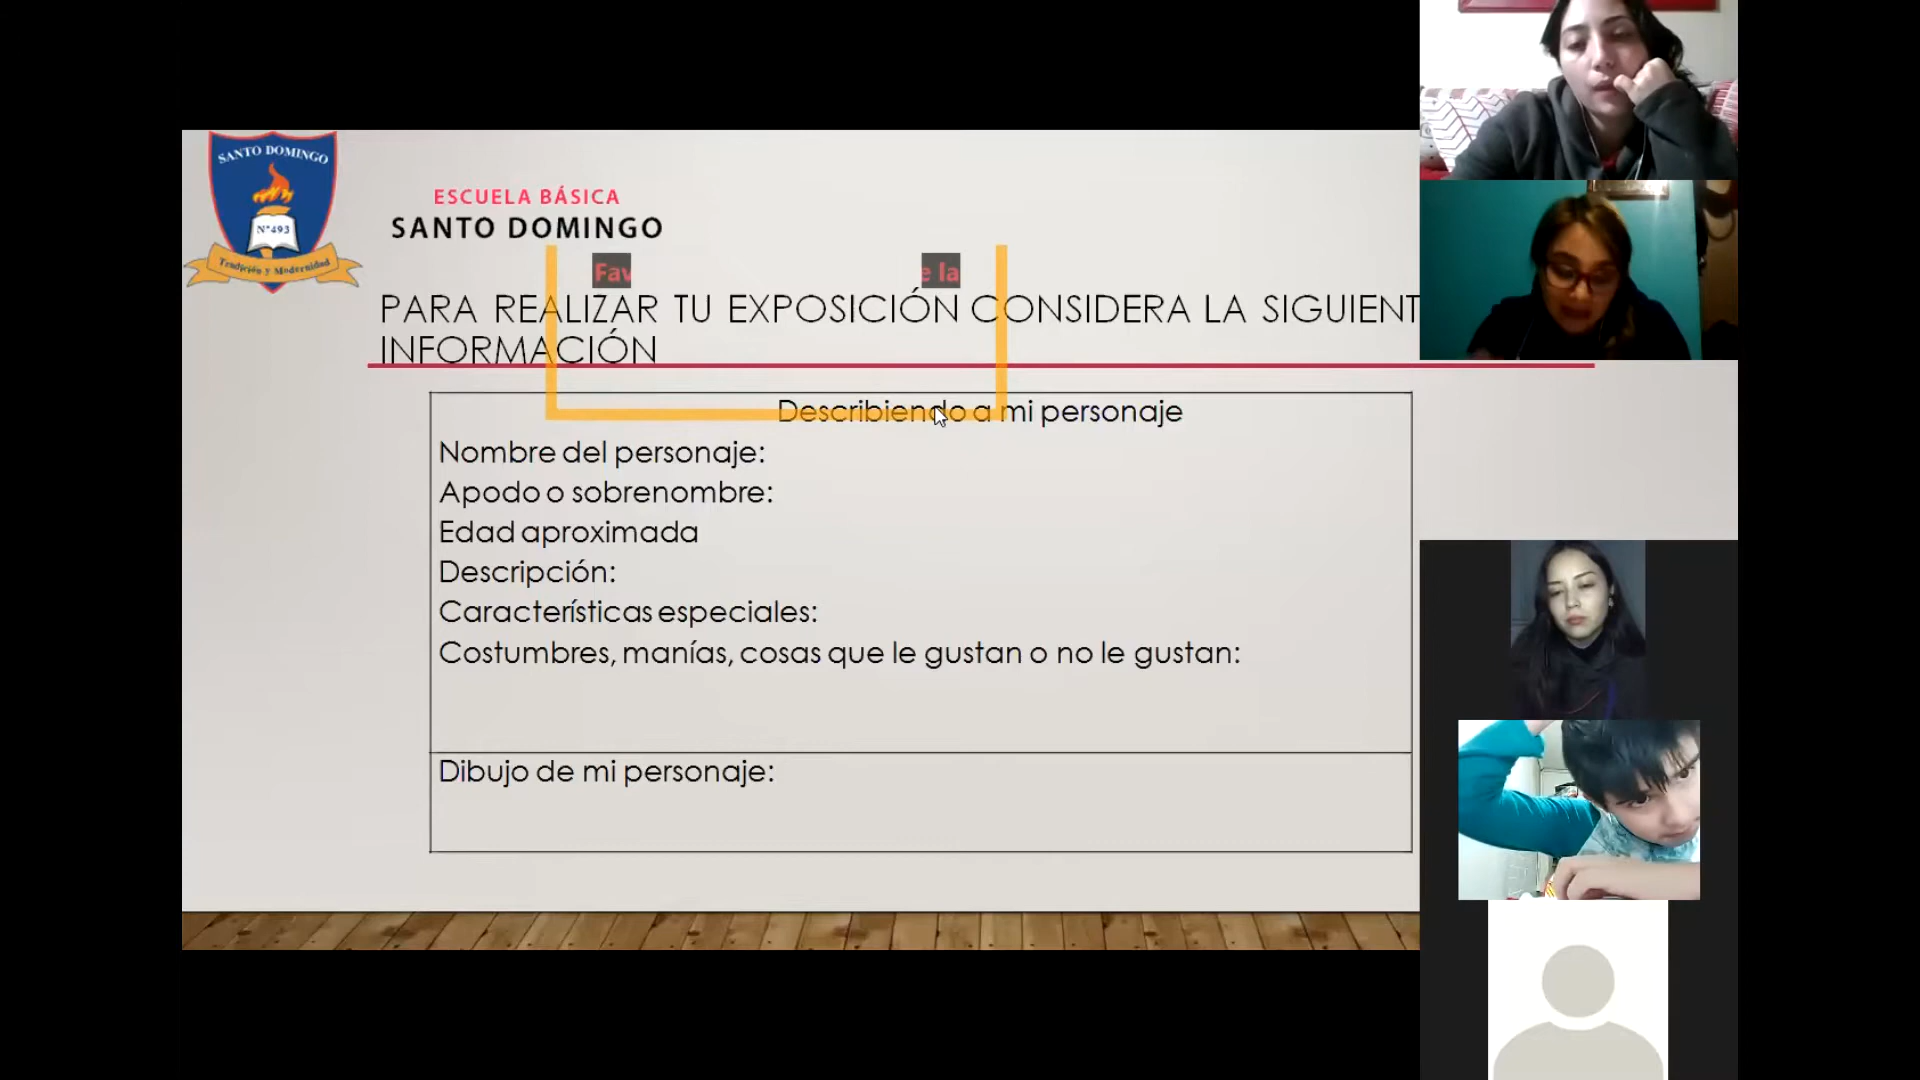 SANTO DOMINGO
N°493
Tradición y Modernidad
ESCUELA BÁSICA
SANTO DOMINGO
Fav
e la
PARA REALIZAR TU EXPOSICIÓN CONSIDERA LA SIGUIENT
INFORMACIÓN
Describiendo a mi personaje
Nombre del personaje:
Apodo o sobrenombre:
Edad aproximada
Descripción:
Características especiales:
Costumbres, manías, cosas que le gustan o no le gustan:
Dibujo de mi personaje: